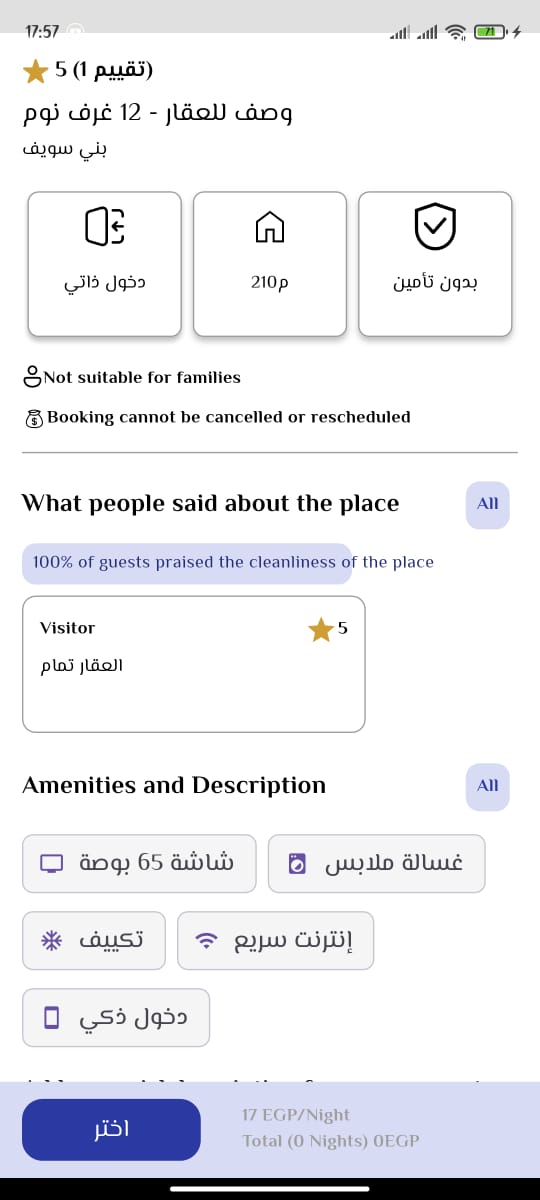 17:57
71
5 (1 تقييم)
وصف للعقار - 12 غرف نوم
بني سويف
دخول ذاتي
210م
بدون تأمين
Not suitable for families
Booking cannot be cancelled or rescheduled
What people said about the place
All
100% of guests praised the cleanliness of the place
Visitor
5
العقار تمام
Amenities and Description
All
شاشة 65 بوصة
غسالة ملابس
تكييف
إنترنت سريع
دخول ذكي
اختر
17 EGP/Night
Total (0 Nights) 0EGP